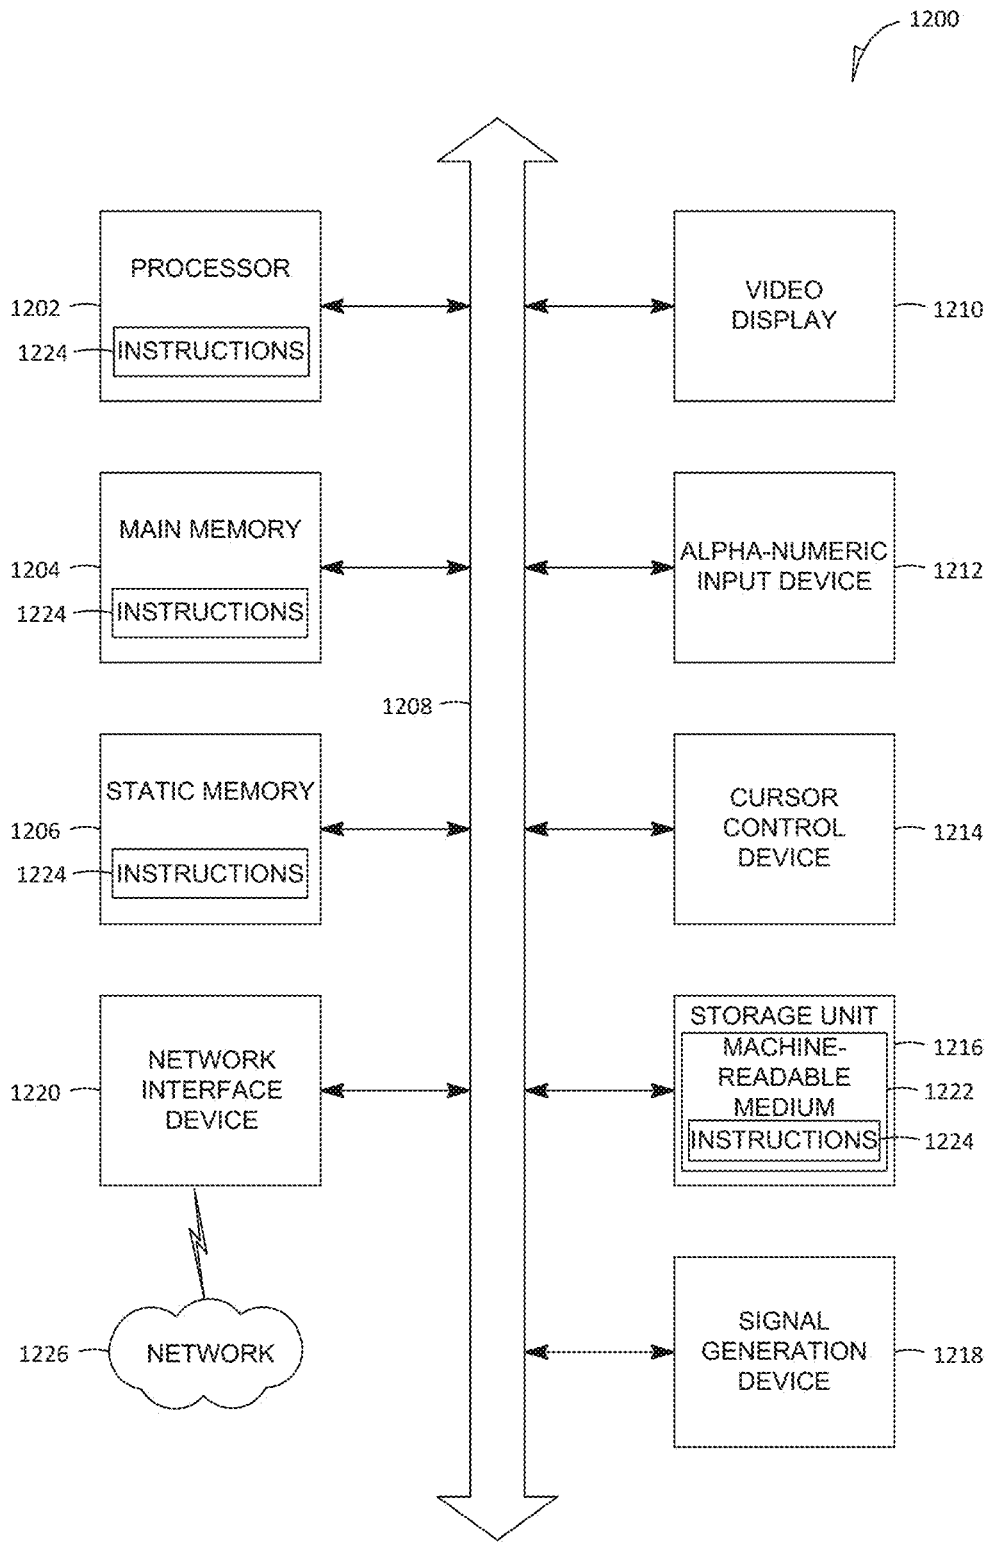 1200
PROCESSOR
1202
1224
INSTRUCTIONS
MAIN MEMORY
1204
1224
INSTRUCTIONS
1208
STATIC MEMORY
1206
1224
INSTRUCTIONS
NETWORK
INTERFACE
DEVICE
1220
1226
NETWORK
VIDEO
DISPLAY
1210
ALPHA-NUMERIC
INPUT DEVICE
1212
CURSOR
CONTROL
DEVICE
1214
STORAGE UNIT
MACHINE-
READABLE
MEDIUM
INSTRUCTIONS
1216
1222
1224
SIGNAL
GENERATION
DEVICE
1218